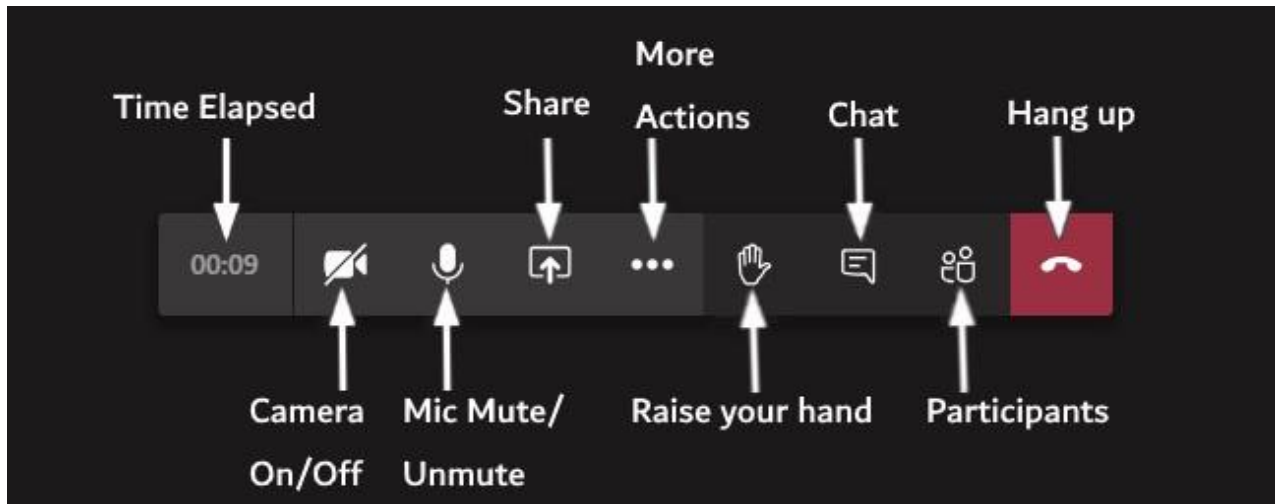 More
Actions
Time Elapsed
Share
Chat
Hang up
00:09
Camera
On/Off
Mic Mute/
Unmute
Raise your hand
Participants